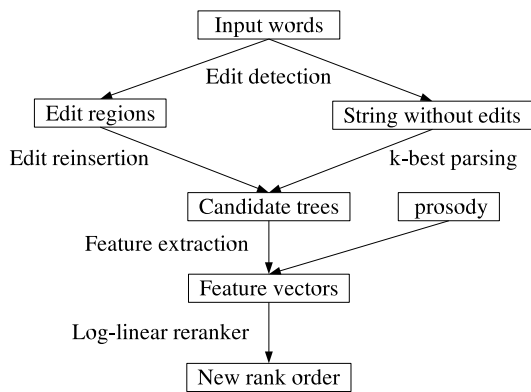 Input words
Edit detection
Edit regions
String without edits
Edit reinsertion
k-best parsing
Candidate trees
prosody
Feature extraction
Feature vectors
Log-linear reranker
New rank order